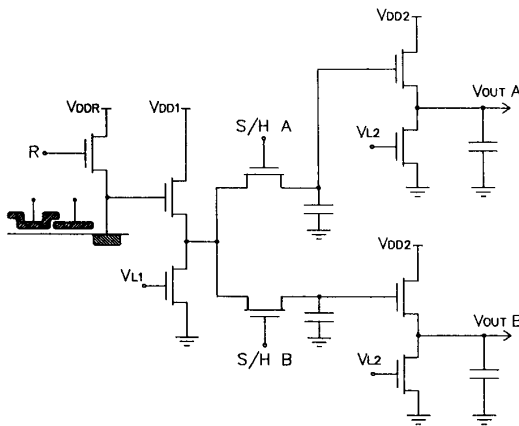 VDD2
VDDR
VDD1
VOUT A
S/H A
R
VL2
VDD2
VL1
VOUT B
S/H B
VL2